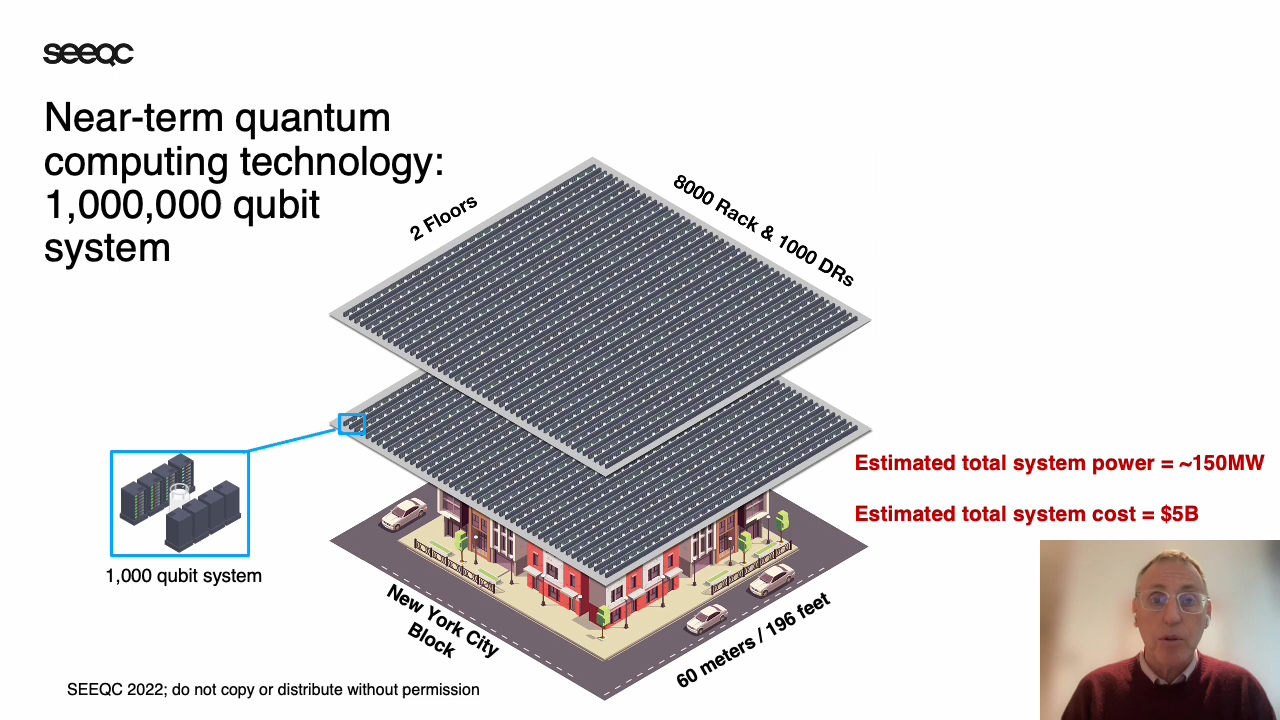 seeqc
Near-term quantum
computing technology:
1,000,000 qubit
system
2 Floors
8000 Rack & 1000 DRs
Estimated total system power = ~150MW
Estimated total system cost = $5B
1,000 qubit system
New York City
Block
60 meters / 196 feet
SEEQC 2022; do not copy or distribute without permission